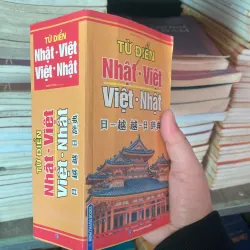 TỪ ĐIỂN
Nhật - Việt
Việt - Nhật
TỪ ĐIỂN
Nhật - Việt
Việt - Nhật
日 - 越 越 - 日 辞典
TỪ ĐIỂN
Nhật - Việt
Việt - Nhật
日 - 越 越 - 日 辞典